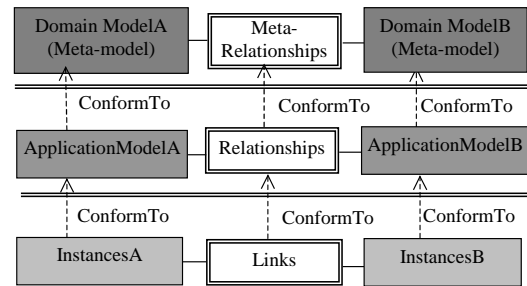 Domain ModelA
(Meta-model)
Meta-
Relationships
Domain ModelB
(Meta-model)
ConformTo
ConformTo
ConformTo
ApplicationModelA
Relationships
ApplicationModelB
ConformTo
ConformTo
ConformTo
InstancesA
Links
InstancesB